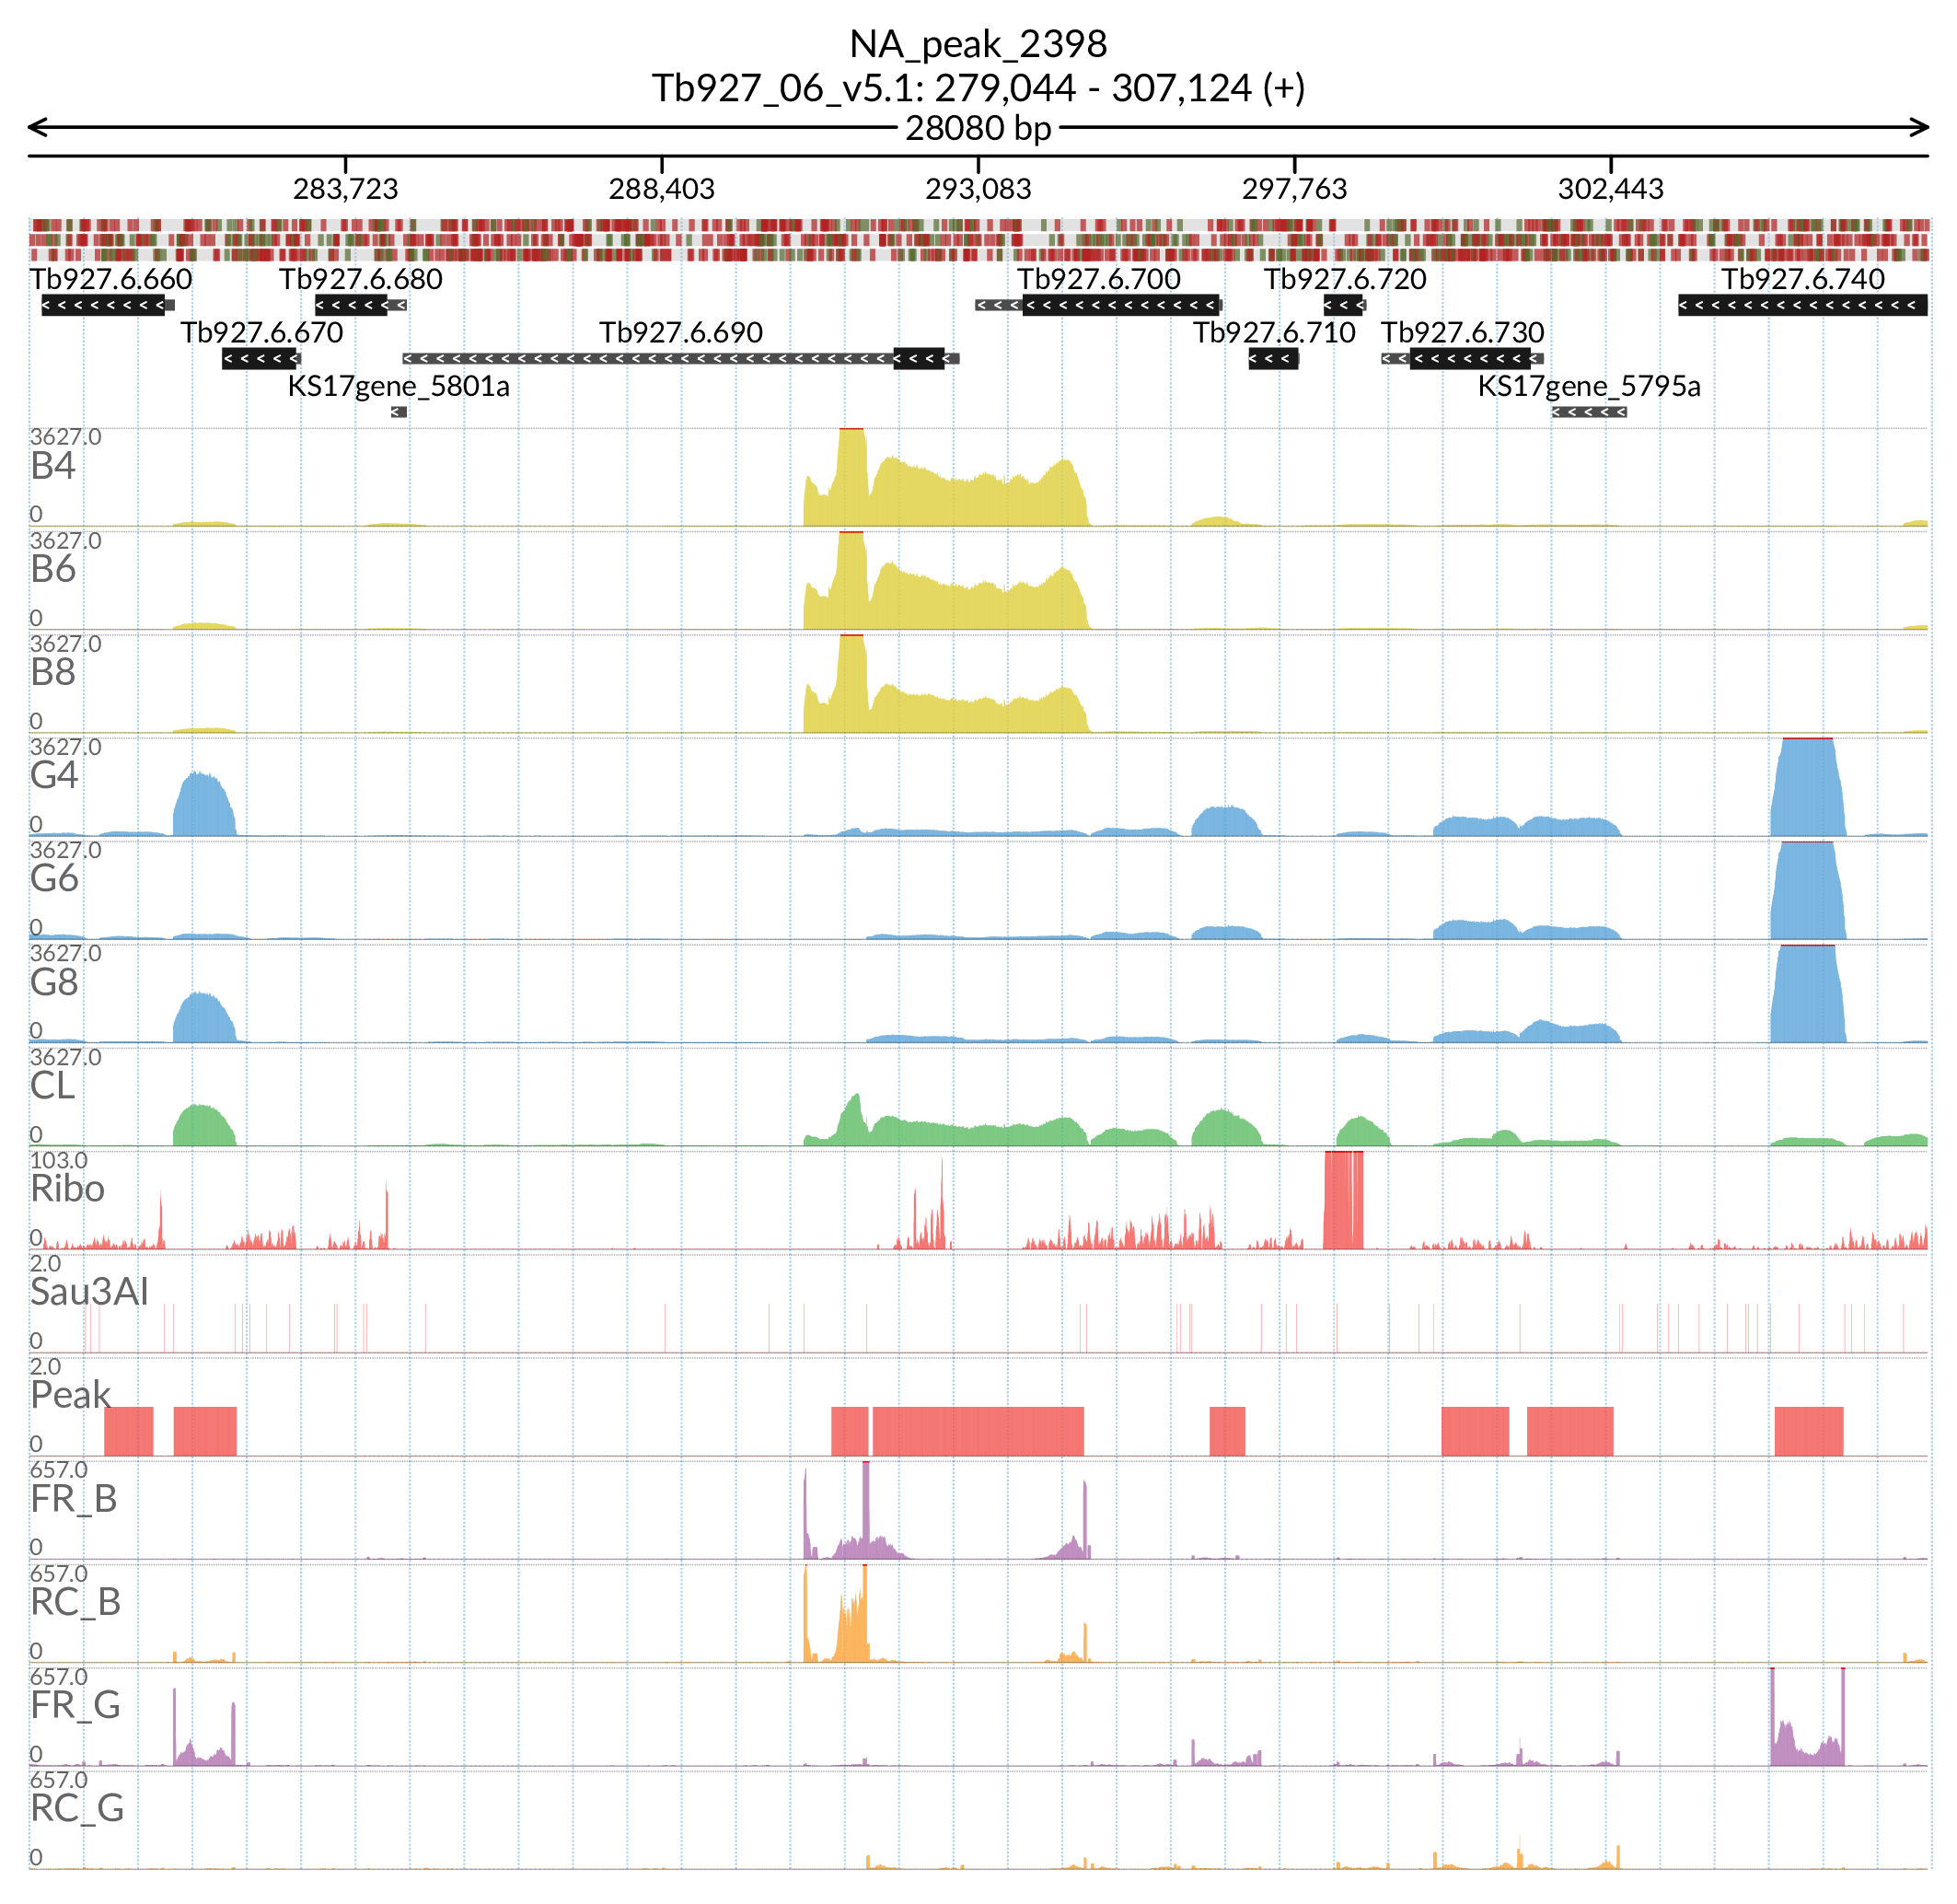 NA_peak_2398
Tb927_06_v5.1: 279,044 - 307,124 (+)
28080 bp
283,723 288,403 293,083 297,763 302,443
Tb927.6.660 Tb927.6.680 Tb927.6.700 Tb927.6.720 Tb927.6.740
Tb927.6.670 Tb927.6.690 Tb927.6.710 Tb927.6.730
KS17gene_5801a KS17gene_5795a
3627.0
B4
0
3627.0
B6
0
3627.0
B8
0
3627.0
G4
0
3627.0
G6
0
3627.0
G8
0
3627.0
CL
0
103.0
Ribo
0
2.0
Sau3AI
0
2.0
Peak
0
657.0
FR_B
0
657.0
RC_B
0
657.0
FR_G
0
657.0
RC_G
0